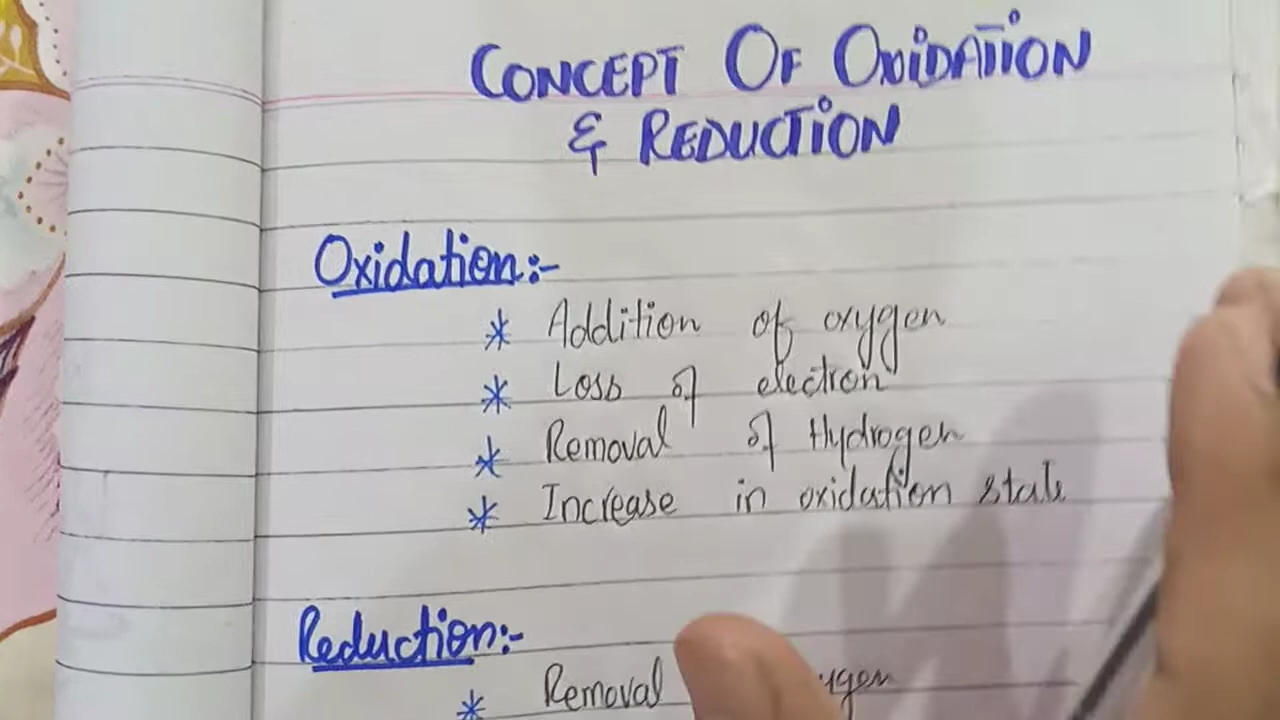 CONCEPT OF OXIDATION
& REDUCTION
Oxidation:-
* Addition of oxygen
* Loss of electron
* Removal of Hydrogen
* Increase in oxidation state
Reduction:-
* Removal ygen